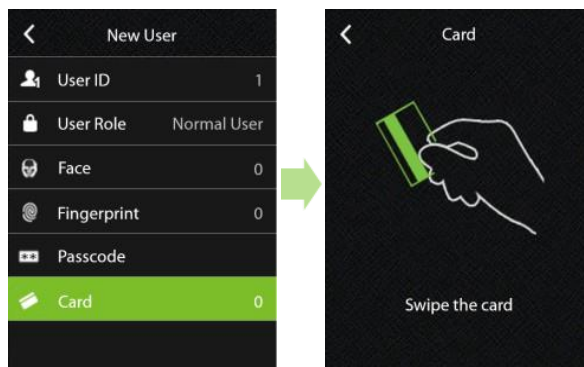 New User
User ID 1
User Role Normal User
Face 0
Fingerprint 0
Passcode
Card 0
Card
Swipe the card